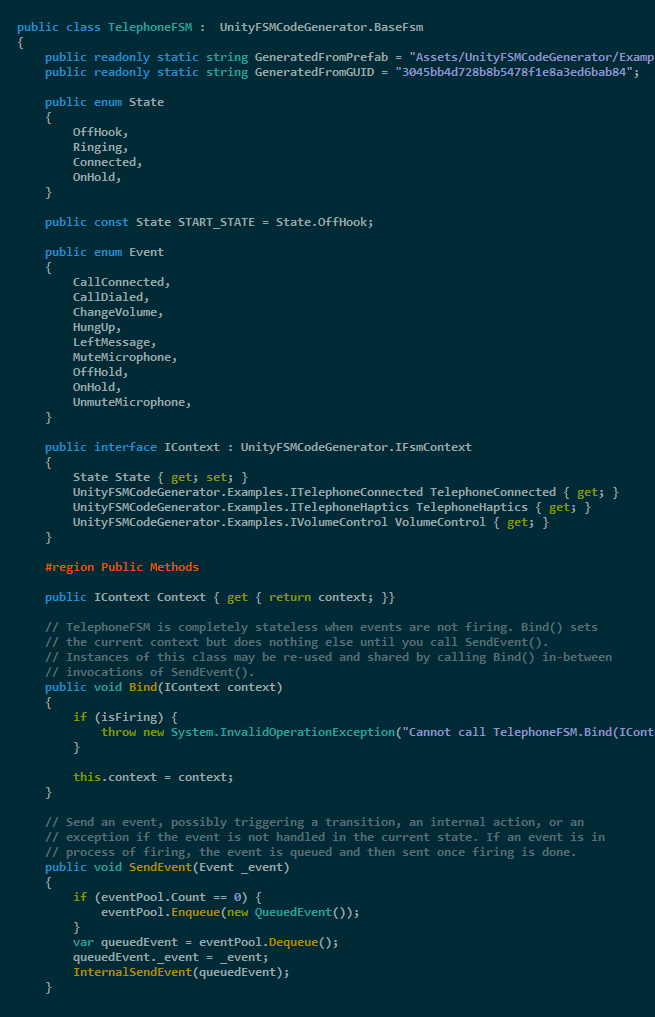 public class TelephoneFSM :  UnityFSMCodeGenerator.BaseFsm
{
    public readonly static string GeneratedFromPrefab = "Assets/UnityFSMCodeGenerator/Examp
    public readonly static string GeneratedFromGUID = "3045bb4d728b8b5478f1e8a3ed6bab84";

    public enum State
    {
        OffHook,
        Ringing,
        Connected,
        OnHold,
    }

    public const State START_STATE = State.OffHook;

    public enum Event
    {
        CallConnected,
        CallDialed,
        ChangeVolume,
        HungUp,
        LeftMessage,
        MuteMicrophone,
        OffHold,
        OnHold,
        UnmuteMicrophone,
    }

    public interface IContext : UnityFSMCodeGenerator.IFsmContext
    {
        State State { get; set; }
        UnityFSMCodeGenerator.Examples.ITelephoneConnected TelephoneConnected { get; }
        UnityFSMCodeGenerator.Examples.ITelephoneHaptics TelephoneHaptics { get; }
        UnityFSMCodeGenerator.Examples.IVolumeControl VolumeControl { get; }
    }

    #region Public Methods

    public IContext Context { get { return context; }}

    // TelephoneFSM is completely stateless when events are not firing. Bind() sets
    // the current context but does nothing else until you call SendEvent().
    // Instances of this class may be re-used and shared by calling Bind() in-between
    // invocations of SendEvent().
    public void Bind(IContext context)
    {
        if (isFiring) {
            throw new System.InvalidOperationException("Cannot call TelephoneFSM.Bind(ICont
        }

        this.context = context;
    }

    // Send an event, possibly triggering a transition, an internal action, or an
    // exception if the event is not handled in the current state. If an event is in
    // process of firing, the event is queued and then sent once firing is done.
    public void SendEvent(Event _event)
    {
        if (eventPool.Count == 0) {
            eventPool.Enqueue(new QueuedEvent());
        }
        var queuedEvent = eventPool.Dequeue();
        queuedEvent._event = _event;
        InternalSendEvent(queuedEvent);
    }